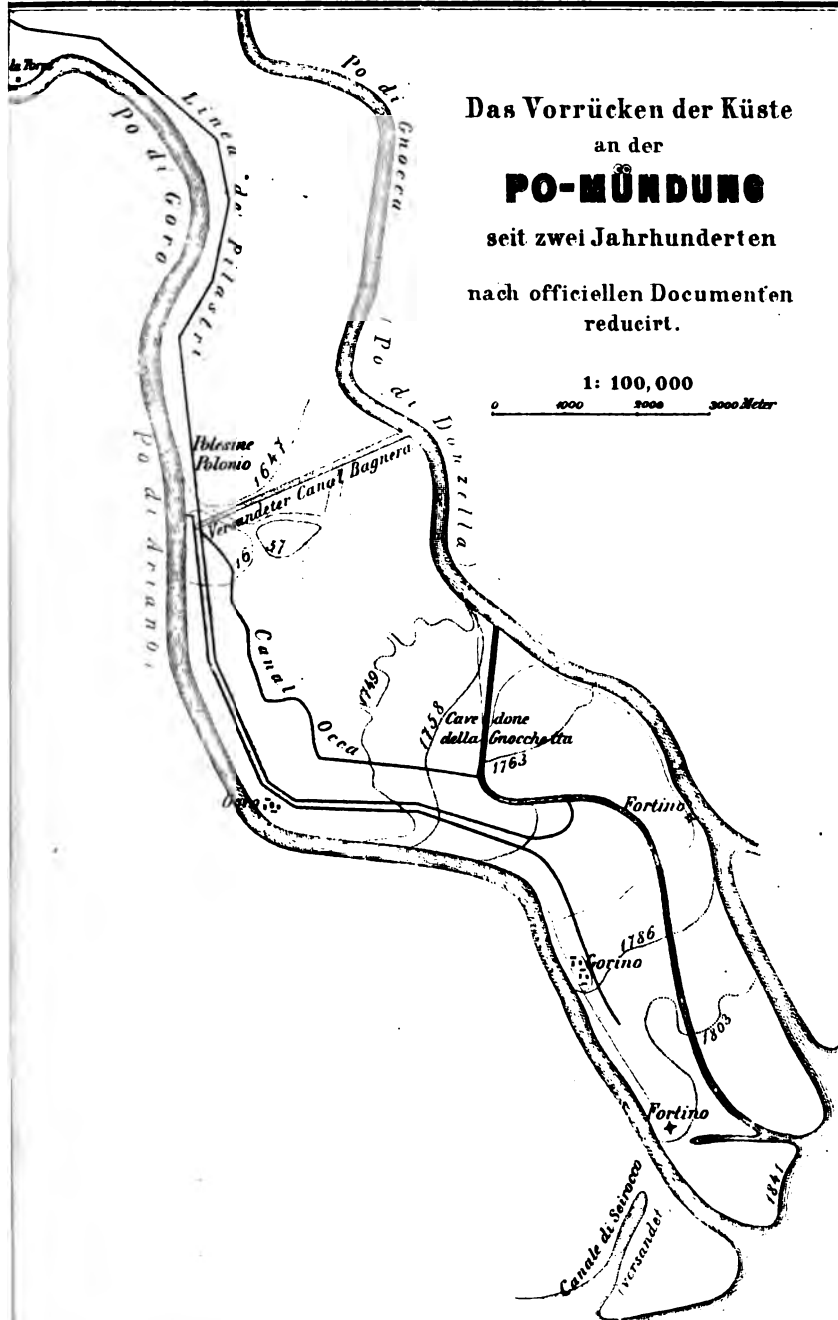 Das Vorrücken der Küste
an der
PO-MÜNDUNG
seit zwei Jahrhunderten
nach officiellen Documenten
reducirt.
1: 100,000
0 1000 2000 3000 Meter
la Torre
Po di Goro
Linea de' Pilastri
Po di Gnocca
(Po di Donzella)
Po di Ariano
Polesine
Polonio
1647
Versandeter Canal Bagnera
1657
Canal Occa
1749
1758
Cavedone
della Gnocchetta
1763
Goro
Fortino
1786
Gorino
1803
Fortino
1841
Canale di Scirocco
(versandet